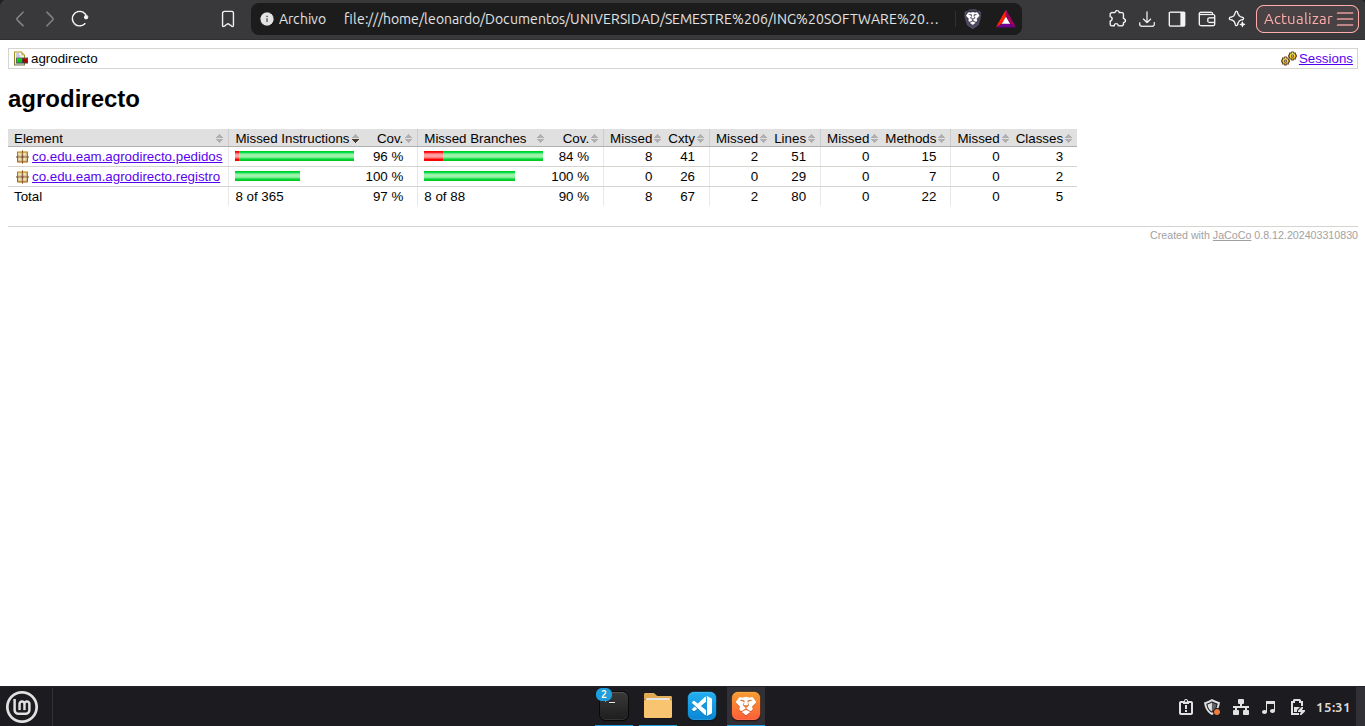 Archivo file:///home/leonardo/Documentos/UNIVERSIDAD/SEMESTRE%206/ING%20SOFTWARE%20... Actualizar
agrodirecto Sessions
agrodirecto
Element Missed Instructions Cov. Missed Branches Cov. Missed Cxty Missed Lines Missed Methods Missed Classes
co.edu.eam.agrodirecto.pedidos 96 % 84 % 8 41 2 51 0 15 0 3
co.edu.eam.agrodirecto.registro 100 % 100 % 0 26 0 29 0 7 0 2
Total 8 of 365 97 % 8 of 88 90 % 8 67 2 80 0 22 0 5
Created with JaCoCo 0.8.12.202403310830
2
15:31